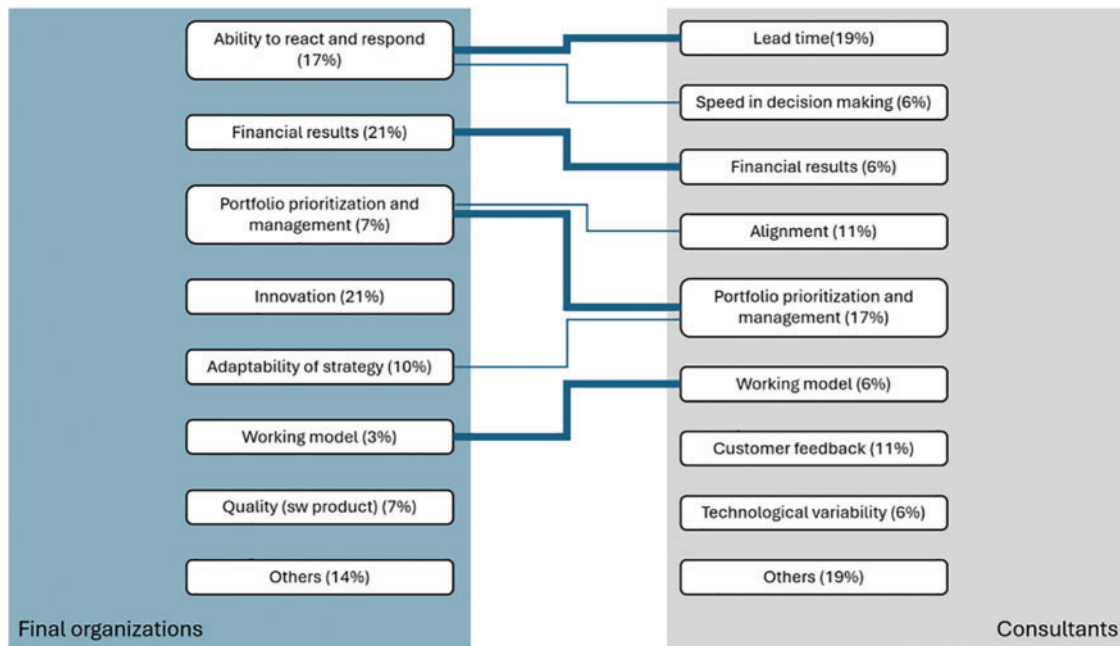 Ability to react and respond
(17%)
Financial results (21%)
Portfolio prioritization and
management (7%)
Innovation (21%)
Adaptability of strategy (10%)
Working model (3%)
Quality (sw product) (7%)
Others (14%)
Final organizations
Lead time(19%)
Speed in decision making (6%)
Financial results (6%)
Alignment (11%)
Portfolio prioritization and
management (17%)
Working model (6%)
Customer feedback (11%)
Technological variability (6%)
Others (19%)
Consultants